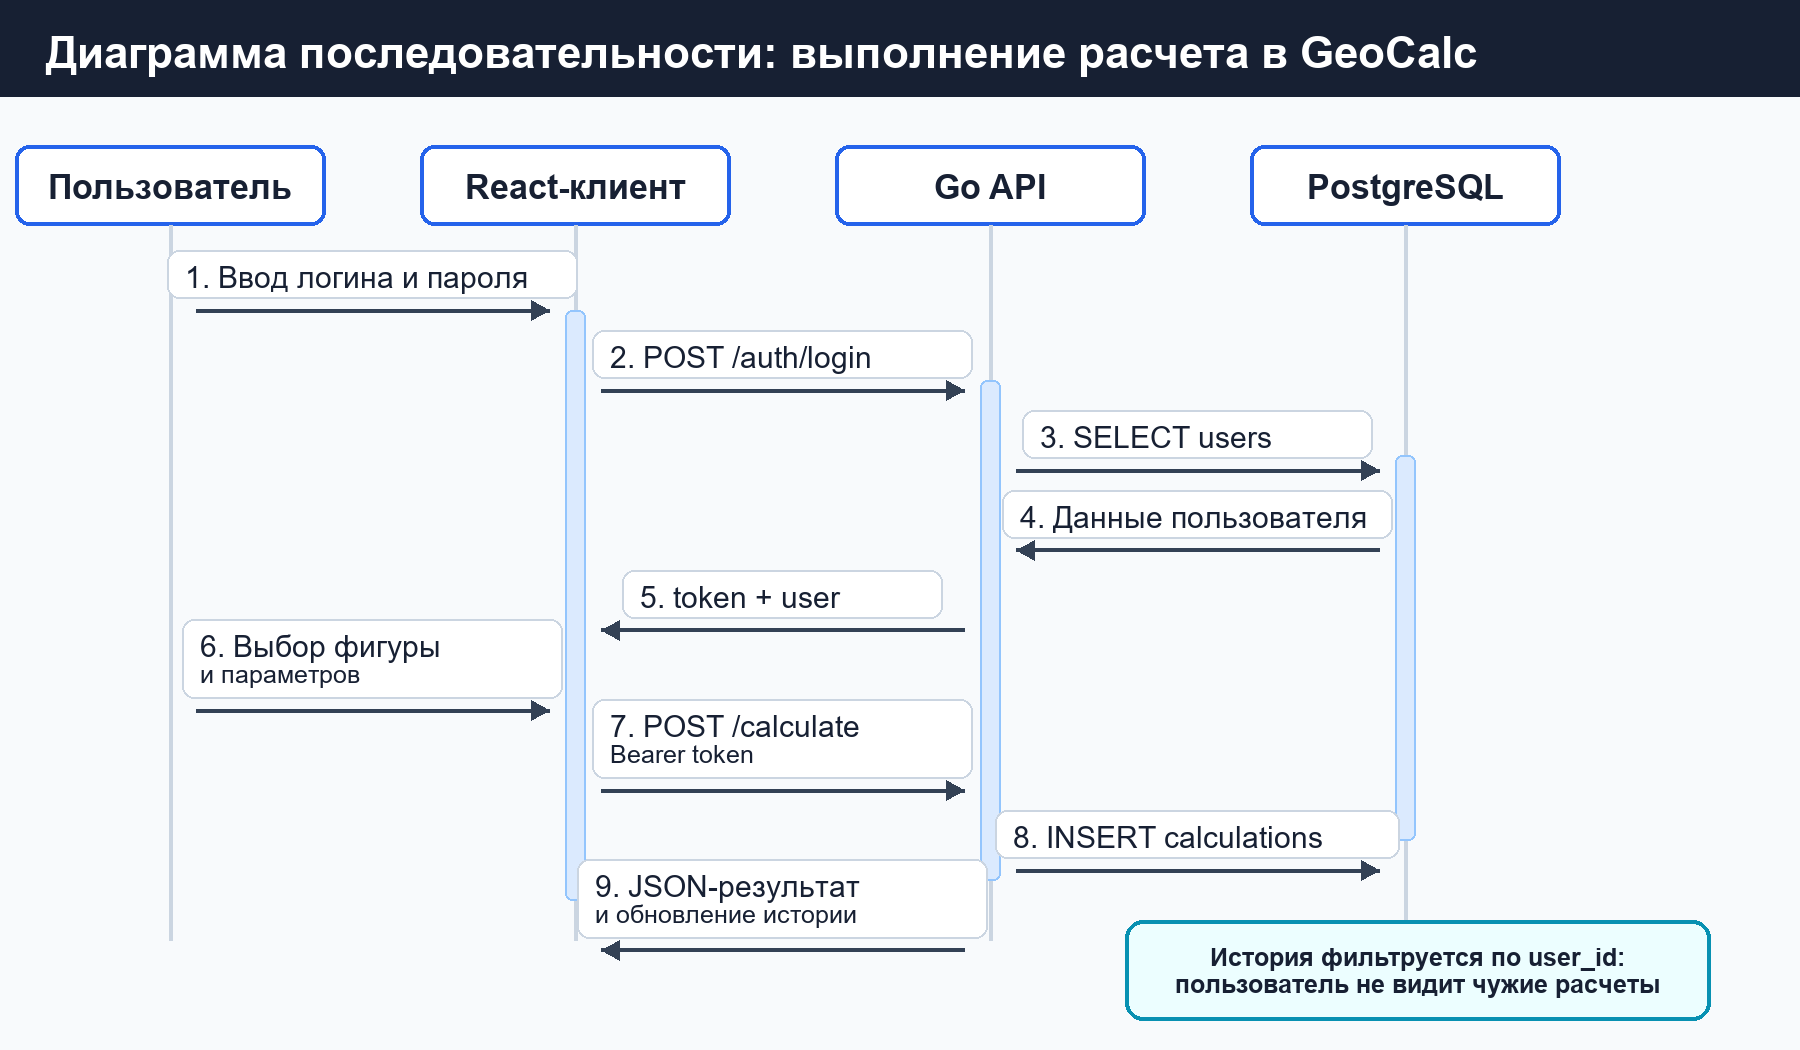 Диаграмма последовательности: выполнение расчета в GeoCalc
Пользователь
React-клиент
Go API
PostgreSQL
1. Ввод логина и пароля
2. POST /auth/login
3. SELECT users
4. Данные пользователя
5. token + user
6. Выбор фигуры
и параметров
7. POST /calculate
Bearer token
8. INSERT calculations
9. JSON-результат
и обновление истории
История фильтруется по user_id:
пользователь не видит чужие расчеты